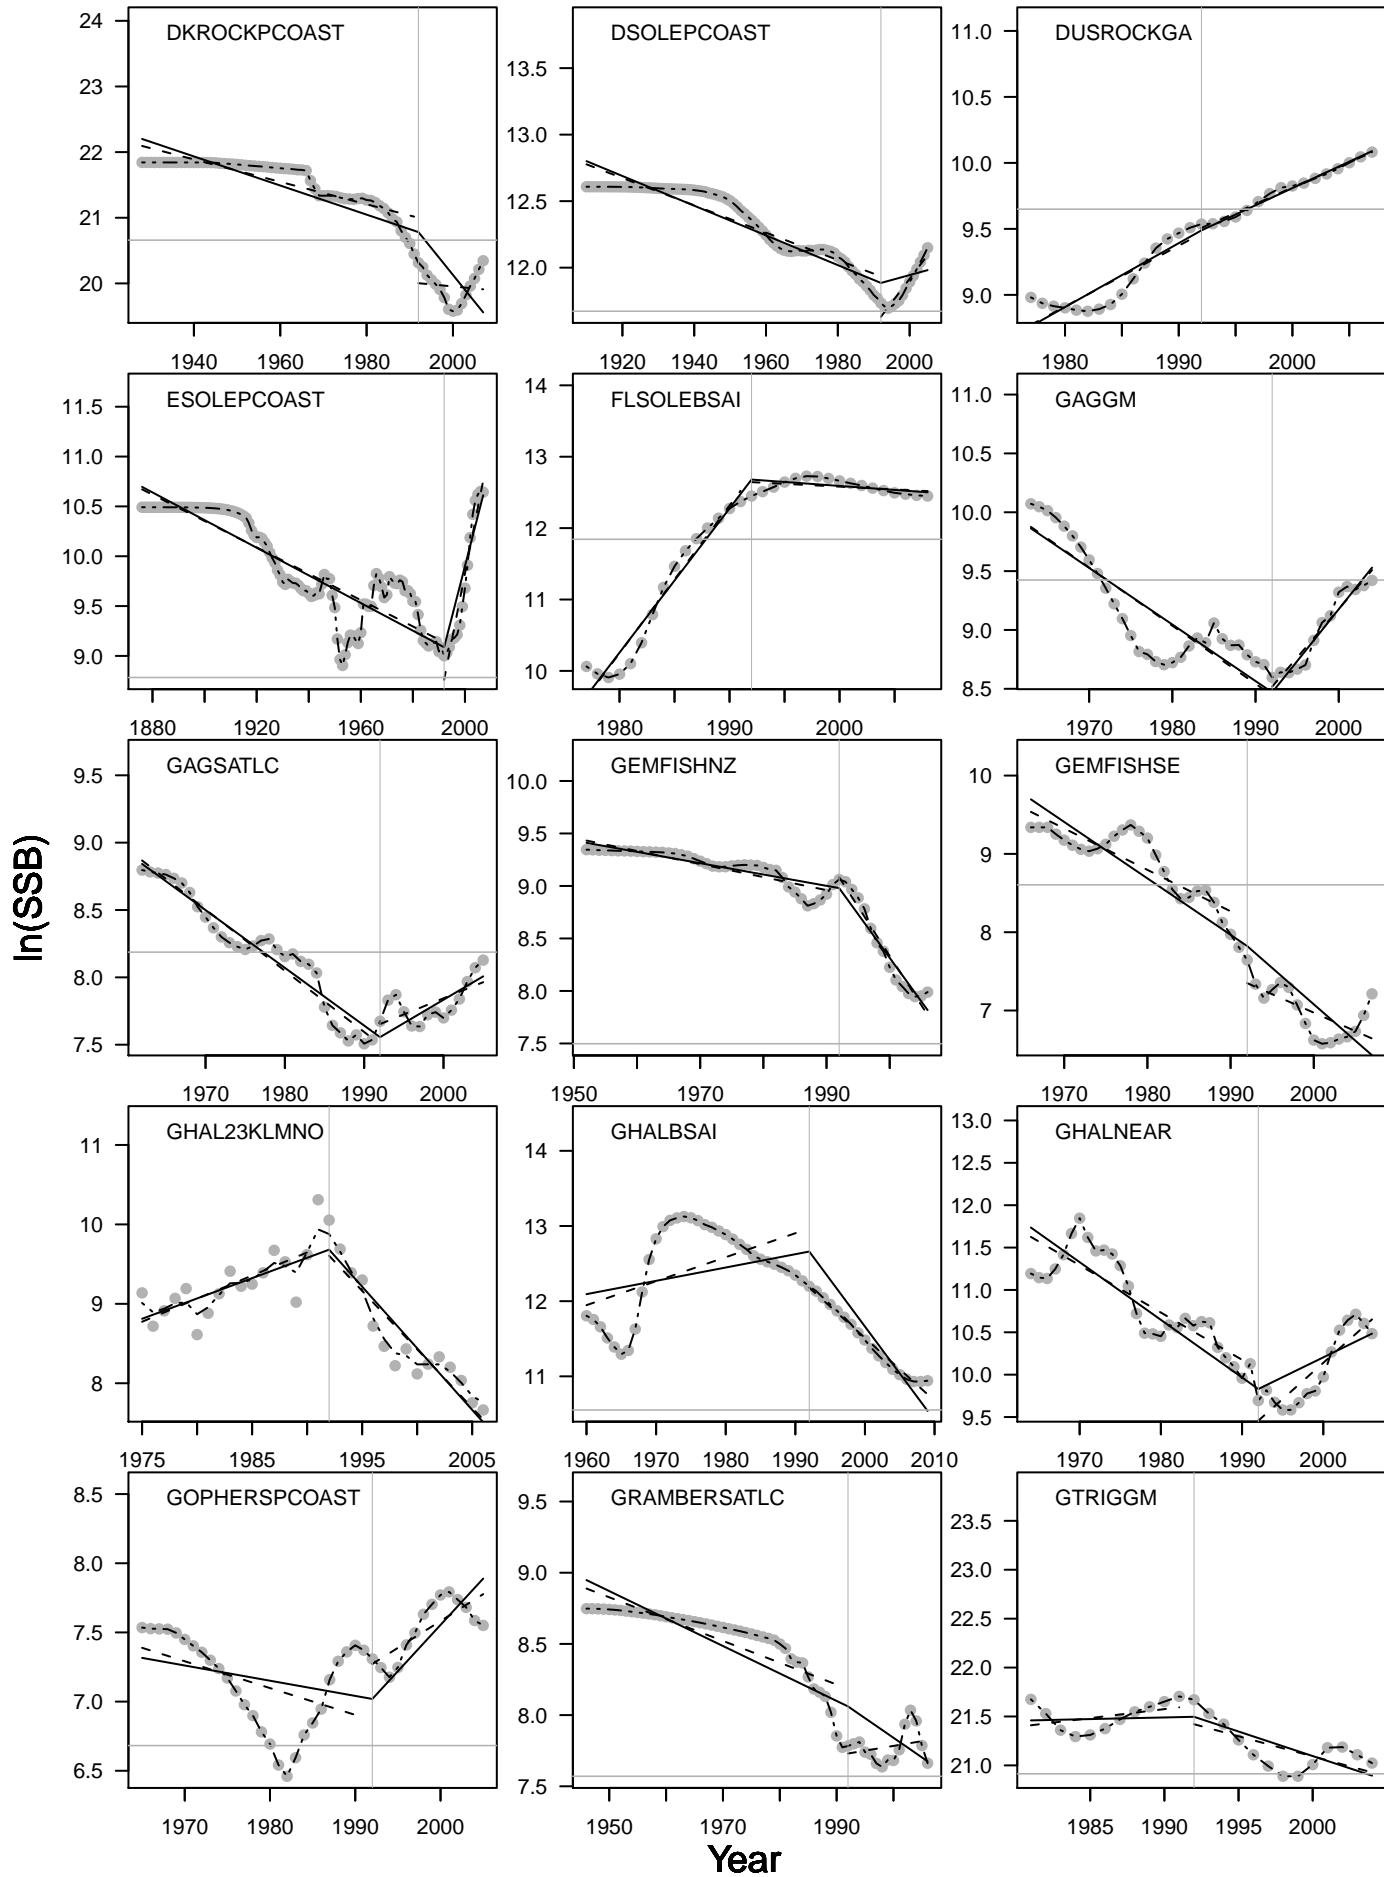 DKROCKPCOAST
24
23
22
21
20
1940 1960 1980 2000
DSOLEPCOAST
13.5
13.0
12.5
12.0
1920 1940 1960 1980 2000
DUSROCKGA
11.0
10.5
10.0
9.5
9.0
1980 1990 2000
ESOLEPCOAST
11.5
11.0
10.5
10.0
9.5
9.0
1880 1920 1960 2000
FLSOLEBSAI
14
13
12
11
10
1980 1990 2000
GAGGM
11.0
10.5
10.0
9.5
9.0
8.5
1970 1980 1990 2000
GAGSATLC
9.5
9.0
8.5
8.0
7.5
1970 1980 1990 2000
GEMFISHNZ
10.0
9.5
9.0
8.5
8.0
7.5
1950 1970 1990
GEMFISHSE
10
9
8
7
1970 1980 1990 2000
ln(SSB)
GHAL23KLMNO
11
10
9
8
1975 1985 1995 2005
GHALBSAI
14
13
12
11
1960 1970 1980 1990 2000 2010
GHALNEAR
13.0
12.5
12.0
11.5
11.0
10.5
10.0
9.5
1970 1980 1990 2000
GOPHERSPCOAST
8.5
8.0
7.5
7.0
6.5
1970 1980 1990 2000
GRAMBERSATLC
9.5
9.0
8.5
8.0
7.5
1950 1970 1990
GTRIGGM
23.5
23.0
22.5
22.0
21.5
21.0
1985 1990 1995 2000
Year